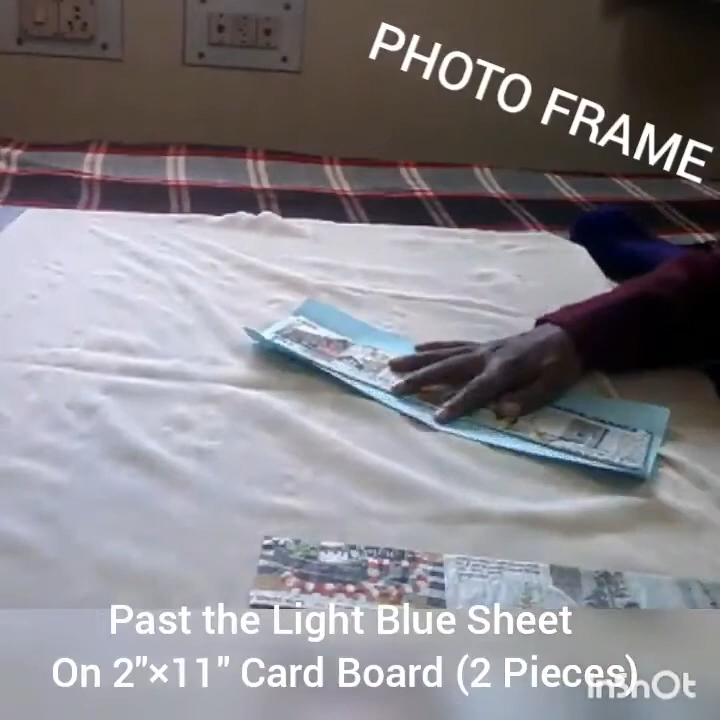 PHOTO FRAME
Past the Light Blue Sheet
On 2"×11" Card Board (2 Pieces)
InShOt